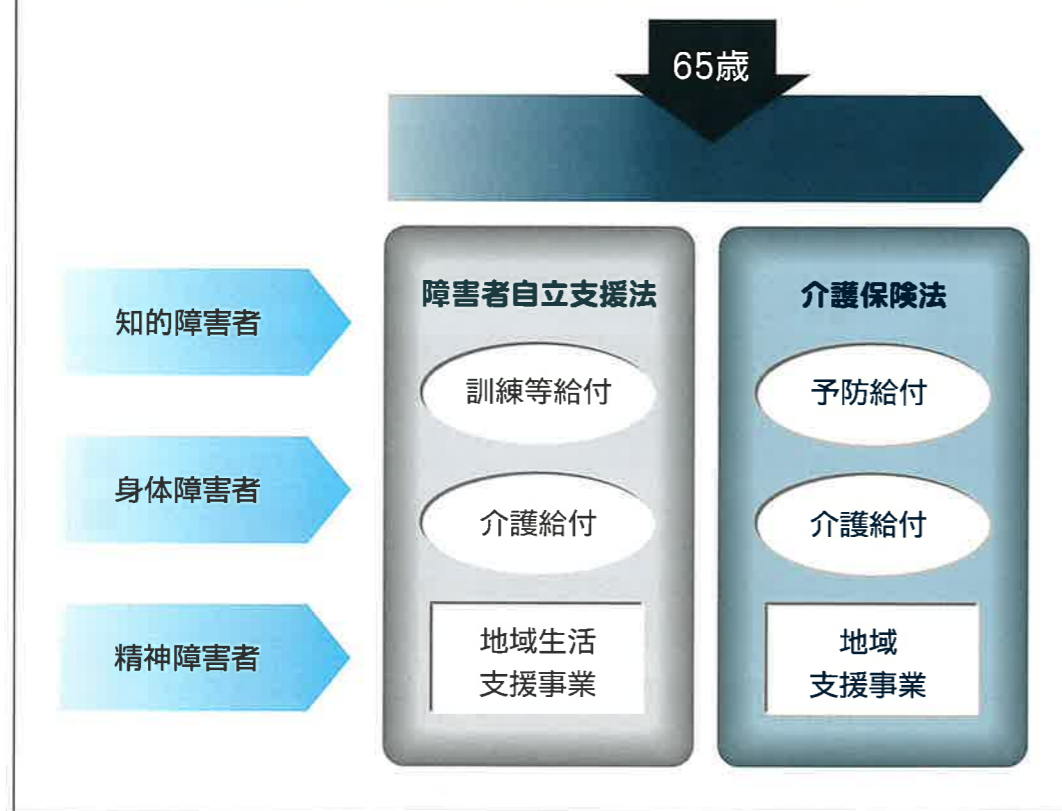 65歳
知的障害者
身体障害者
精神障害者
障害者自立支援法
訓練等給付
介護給付
地域生活
支援事業
介護保険法
予防給付
介護給付
地域
支援事業